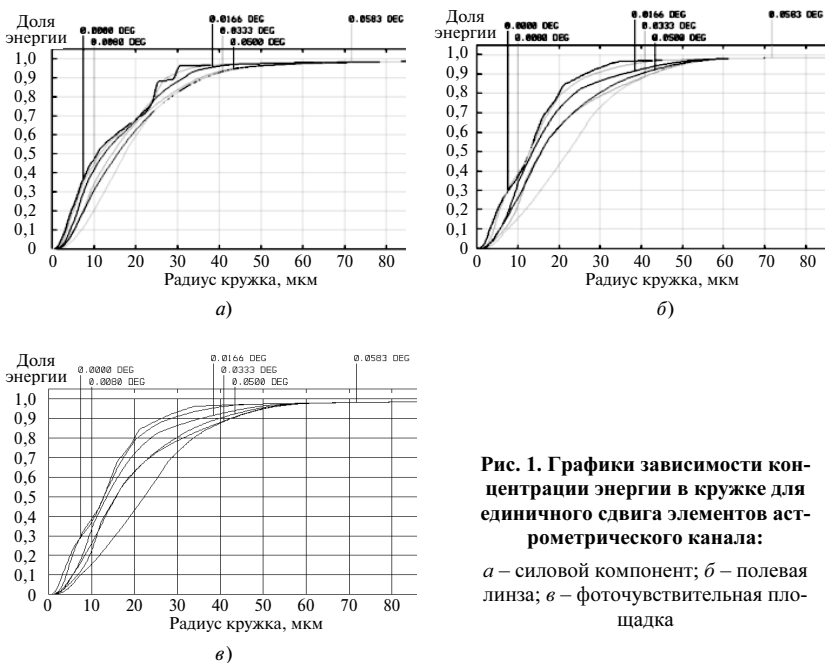 Доля энергии
0.0000 DEG
0.0080 DEG
0.0166 DEG
0.0333 DEG
0.0500 DEG
0.0583 DEG
1,0
0,9
0,8
0,7
0,6
0,5
0,4
0,3
0,2
0,1
0
0 10 20 30 40 50 60 70 80
Радиус кружка, мкм
а)
Доля энергии
0.0000 DEG
0.0080 DEG
0.0166 DEG
0.0333 DEG
0.0500 DEG
0.0583 DEG
1,0
0,9
0,8
0,7
0,6
0,5
0,4
0,3
0,2
0,1
0
0 10 20 30 40 50 60 70 80
Радиус кружка, мкм
б)
Доля энергии
0.0000 DEG
0.0080 DEG
0.0166 DEG
0.0333 DEG
0.0500 DEG
0.0583 DEG
1,0
0,9
0,8
0,7
0,6
0,5
0,4
0,3
0,2
0,1
0
0 10 20 30 40 50 60 70 80
Радиус кружка, мкм
в)
Рис. 1. Графики зависимости кон-
центрации энергии в кружке для
единичного сдвига элементов аст-
рометрического канала:
а – силовой компонент; б – полевая
линза; в – фоточувствительная пло-
щадка